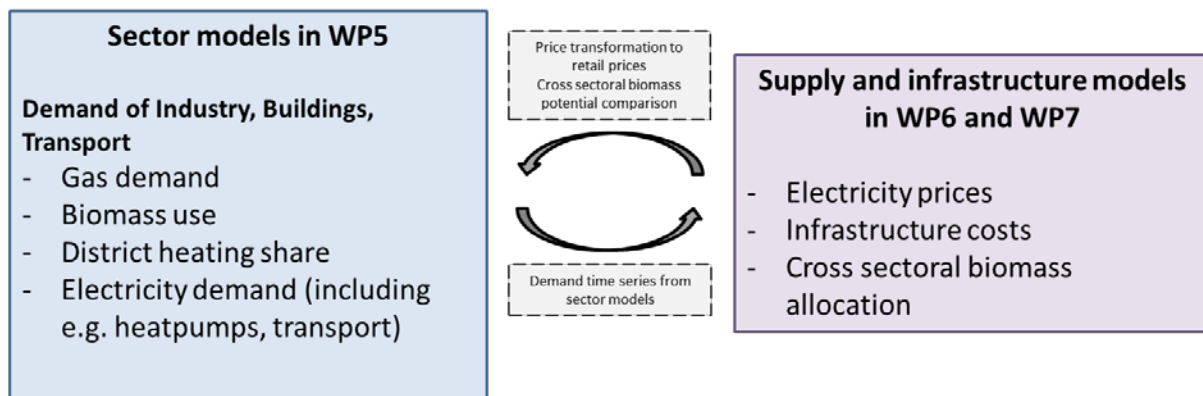 Sector models in WP5
Demand of Industry, Buildings,
Transport
- Gas demand
- Biomass use
- District heating share
- Electricity demand (including
e.g. heatpumps, transport)
Price transformation to
retail prices
Cross sectoral biomass
potential comparison
Demand time series from
sector models
Supply and infrastructure models
in WP6 and WP7
- Electricity prices
- Infrastructure costs
- Cross sectoral biomass
allocation